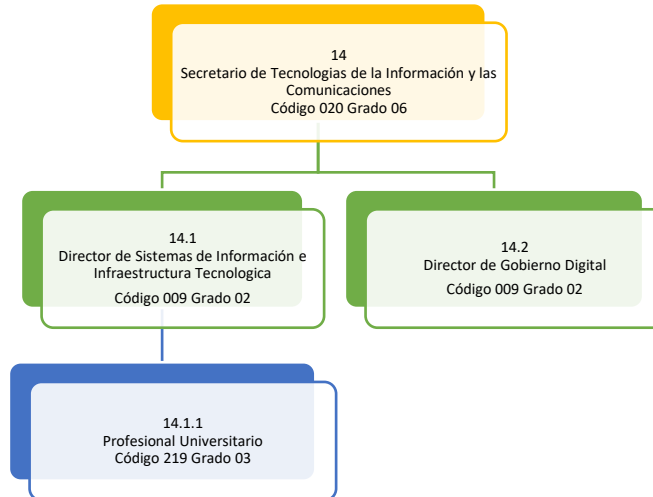 14
Secretario de Tecnologias de la Información y las
Comunicaciones
Código 020 Grado 06
14.1
Director de Sistemas de Información e
Infraestructura Tecnologica
Código 009 Grado 02
14.2
Director de Gobierno Digital
Código 009 Grado 02
14.1.1
Profesional Universitario
Código 219 Grado 03